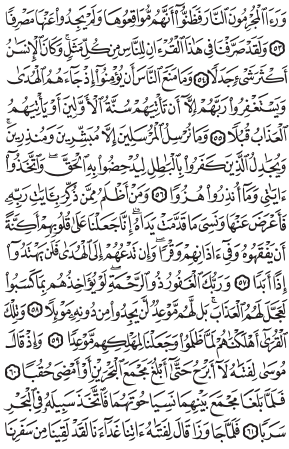 وَرَءَا ٱلْمُجْرِمُونَ ٱلنَّارَ فَظَنُّوٓا۟ أَنَّهُم مُّوَاقِعُوهَا وَلَمْ يَجِدُوا۟ عَنْهَا مَصْرِفًا
٥٣ وَلَقَدْ صَرَّفْنَا فِى هَٰذَا ٱلْقُرْءَانِ لِلنَّاسِ مِن كُلِّ مَثَلٍ ۚ وَكَانَ ٱلْإِنسَٰنُ
أَكْثَرَ شَىْءٍ جَدَلًا ٥٤ وَمَا مَنَعَ ٱلنَّاسَ أَن يُؤْمِنُوٓا۟ إِذْ جَآءَهُمُ ٱلْهُدَىٰ
وَيَسْتَغْفِرُوا۟ رَبَّهُمْ إِلَّآ أَن تَأْتِيَهُمْ سُنَّةُ ٱلْأَوَّلِينَ أَوْ يَأْتِيَهُمُ
ٱلْعَذَابُ قُبُلًا ٥٥ وَمَا نُرْسِلُ ٱلْمُرْسَلِينَ إِلَّا مُبَشِّرِينَ وَمُنذِرِينَ ۚ
وَيُجَٰدِلُ ٱلَّذِينَ كَفَرُوا۟ بِٱلْبَٰطِلِ لِيُدْحِضُوا۟ بِهِ ٱلْحَقَّ ۖ وَٱتَّخَذُوٓا۟
ءَايَٰتِى وَمَآ أُنذِرُوا۟ هُزُوًا ٥٦ وَمَنْ أَظْلَمُ مِمَّن ذُكِّرَ بِـَٔايَٰتِ رَبِّهِۦ
فَأَعْرَضَ عَنْهَا وَنَسِىَ مَا قَدَّمَتْ يَدَاهُ ۚ إِنَّا جَعَلْنَا عَلَىٰ قُلُوبِهِمْ أَكِنَّةً
أَن يَفْقَهُوهُ وَفِىٓ ءَاذَانِهِمْ وَقْرًا ۖ وَإِن تَدْعُهُمْ إِلَى ٱلْهُدَىٰ فَلَن يَهْتَدُوٓا۟
إِذًا أَبَدًا ٥٧ وَرَبُّكَ ٱلْغَفُورُ ذُو ٱلرَّحْمَةِ ۖ لَوْ يُؤَاخِذُهُم بِمَا كَسَبُوا۟
لَعَجَّلَ لَهُمُ ٱلْعَذَابَ ۚ بَل لَّهُم مَّوْعِدٌ لَّن يَجِدُوا۟ مِن دُونِهِۦ مَوْئِلًا ٥٨ وَتِلْكَ
ٱلْقُرَىٰٓ أَهْلَكْنَٰهُمْ لَمَّا ظَلَمُوا۟ وَجَعَلْنَا لِمَهْلِكِهِم مَّوْعِدًا ٥٩ وَإِذْ قَالَ
مُوسَىٰ لِفَتَىٰهُ لَآ أَبْرَحُ حَتَّىٰٓ أَبْلُغَ مَجْمَعَ ٱلْبَحْرَيْنِ أَوْ أَمْضِىَ حُقُبًا ٦٠
فَلَمَّا بَلَغَا مَجْمَعَ بَيْنِهِمَا نَسِيَا حُوتَهُمَا فَٱتَّخَذَ سَبِيلَهُۥ فِى ٱلْبَحْرِ
سَرَبًا ٦١ فَلَمَّا جَاوَزَا قَالَ لِفَتَىٰهُ ءَاتِنَا غَدَآءَنَا لَقَدْ لَقِينَا مِن سَفَرِنَا